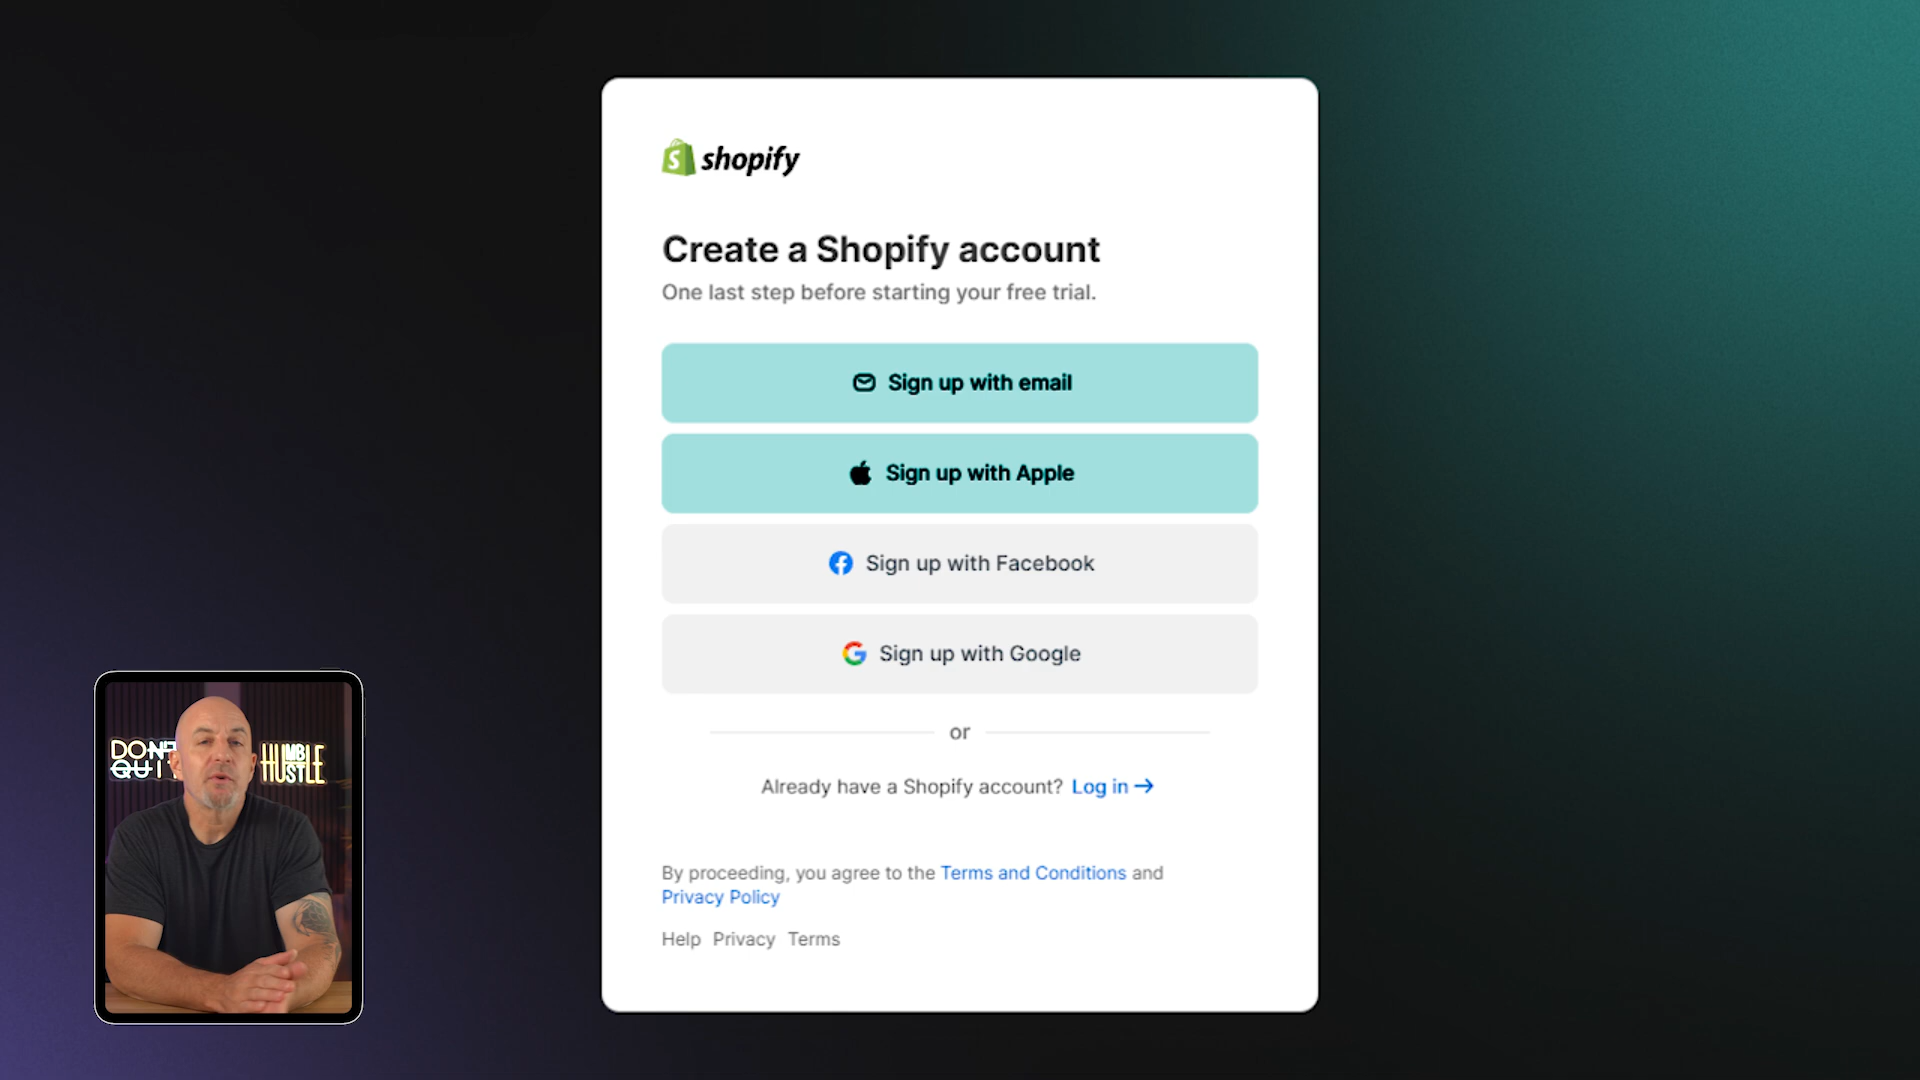 shopify
Create a Shopify account
One last step before starting your free trial.
Sign up with email
Sign up with Apple
Sign up with Facebook
Sign up with Google
or
Already have a Shopify account? Log in →
By proceeding, you agree to the Terms and Conditions and
Privacy Policy
Help Privacy Terms
DON'T
QUIT
HUMBLE
HUSTLE